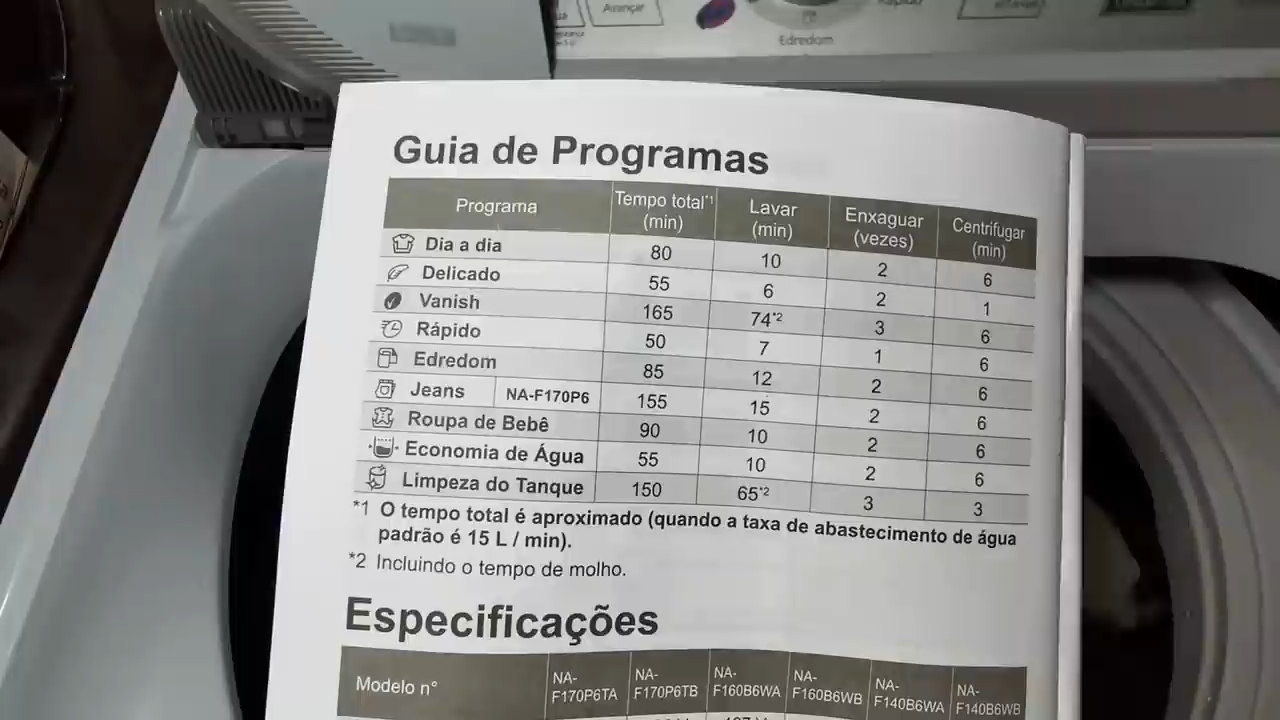 Avançar
Rápido
Edredom
Guia de Programas
Programa Tempo total*1 (min) Lavar (min) Enxaguar (vezes) Centrifugar (min)
Dia a dia 80 10 2 6
Delicado 55 6 2 1
Vanish 165 74*2 3 6
Rápido 50 7 1 6
Edredom 85 12 2 6
Jeans NA-F170P6 155 15 2 6
Roupa de Bebê 90 10 2 6
Economia de Água 55 10 2 6
Limpeza do Tanque 150 65*2 3 3
*1 O tempo total é aproximado (quando a taxa de abastecimento de água
padrão é 15 L / min).
*2 Incluindo o tempo de molho.
Especificações
Modelo n° NA-F170P6TA NA-F170P6TB NA-F160B6WA NA-F160B6WB NA-F140B6WA NA-F140B6WB